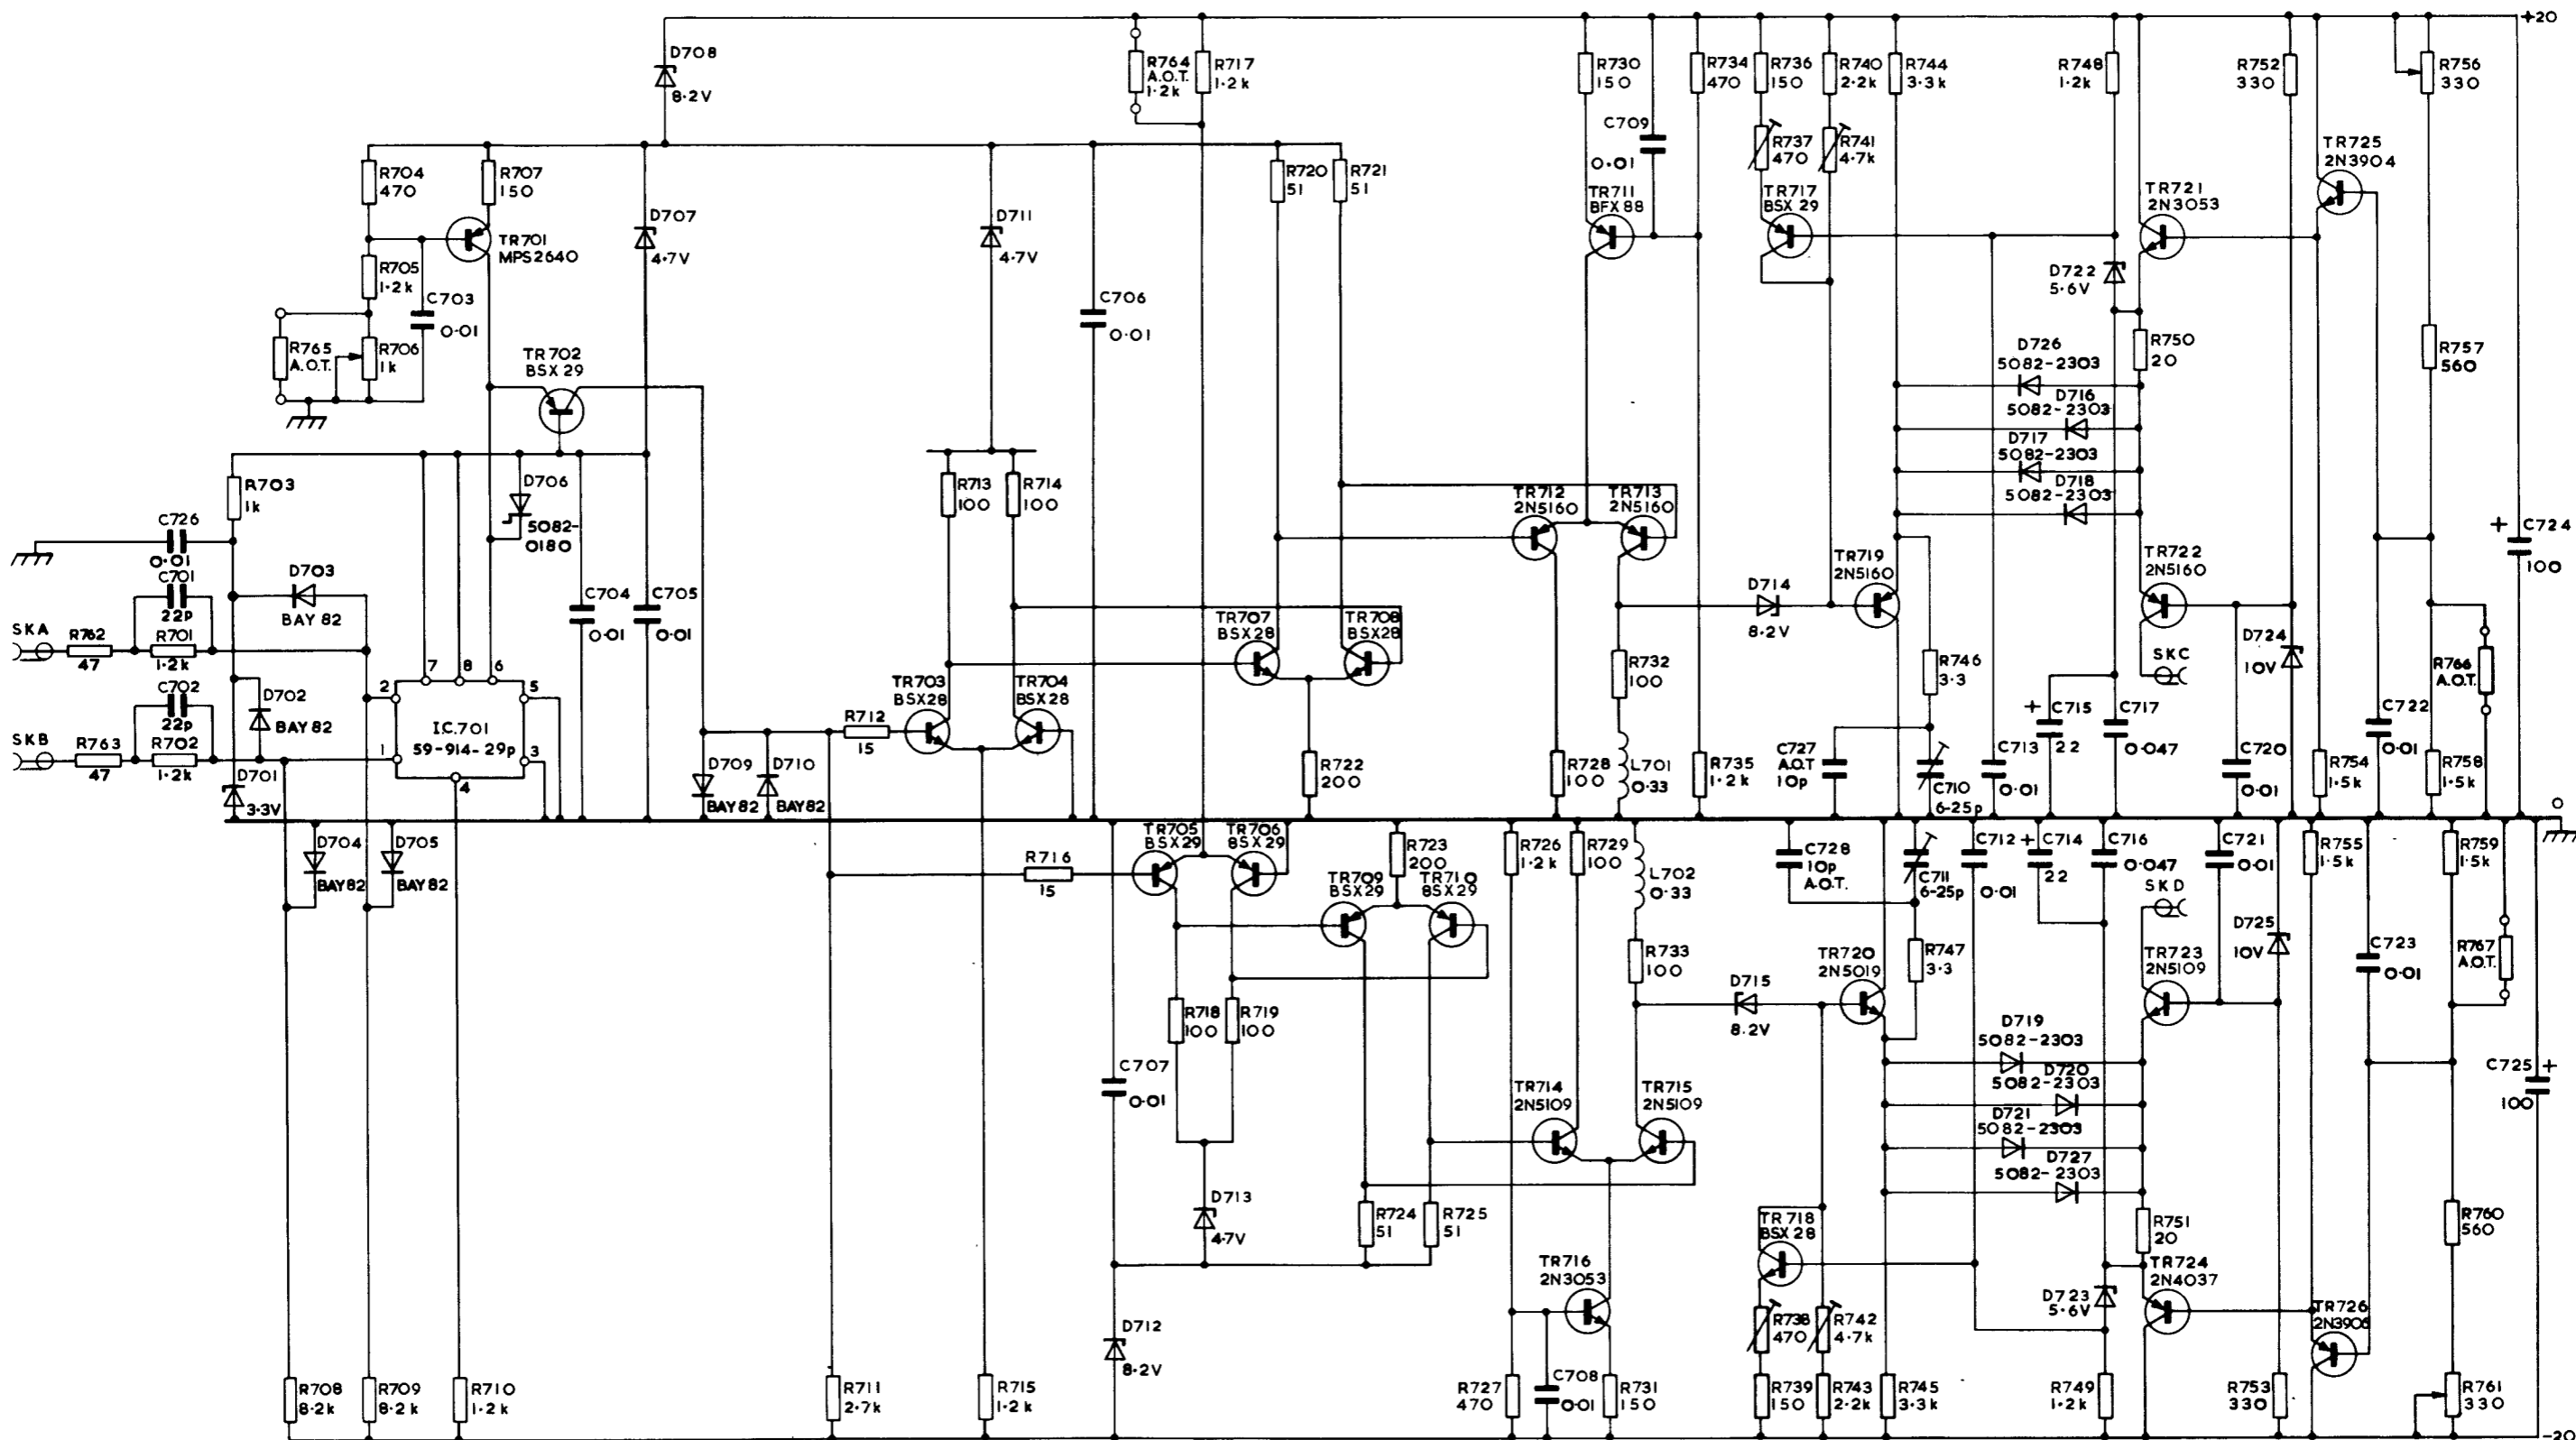 +20
D708
8.2V
R764
A.O.T.
1.2k
R717
1.2k
R730
150
C709
0.01
R734
470
R736
150
R740
2.2k
R744
3.3k
R748
1.2k
R752
330
R756
330
R704
470
R707
150
TR701
MPS2640
R705
1.2k
C703
0.01
R765
A.O.T.
R706
1k
TR702
BSX29
D707
4.7V
D711
4.7V
C706
0.01
R720
51
R721
51
TR711
BFX88
R737
470
R741
4.7k
TR717
BSX29
TR725
2N3904
TR721
2N3053
D722
5.6V
R750
20
R757
560
D726
5082-2303
D716
5082-2303
D717
5082-2303
D718
5082-2303
R703
1k
C726
0.01
C701
22p
D703
BAY82
D706
5082-
0180
C704
0.01
C705
0.01
R713
100
R714
100
TR712
2N5160
TR713
2N5160
TR719
2N5160
TR722
2N5160
+ C724
100
SKA
R762
47
R701
1.2k
C702
22p
D702
BAY82
SKB
R763
47
R702
1.2k
D701
3.3V
7
8
6
2
5
1
3
4
I.C.701
59-914-29p
TR707
BSX28
TR708
BSX28
D714
8.2V
R732
100
R746
3.3
SKC
D724
10V
R766
A.O.T.
TR703
BSX28
TR704
BSX28
R712
15
D709
BAY82
D710
BAY82
R722
200
R728
100
L701
0.33
R735
1.2k
C727
A.O.T
10p
C710
6-25p
C713
0.01
+ C715
22
C717
0.047
C720
0.01
R754
1.5k
C722
0.01
R758
1.5k
0
D704
BAY82
D705
BAY82
R716
15
TR705
BSX29
TR706
8SX29
R723
200
TR709
BSX29
TR710
8SX29
R726
1.2k
R729
100
L702
0.33
C728
10p
A.O.T.
C711
6-25p
C712
0.01
+ C714
22
C716
0.047
SKD
C721
0.01
R755
1.5k
R759
1.5k
D725
10V
C723
0.01
R767
A.O.T.
R733
100
D715
8.2V
TR720
2N5019
R747
3.3
TR723
2N5109
R718
100
R719
100
C707
0.01
TR714
2N5109
TR715
2N5109
D719
5082-2303
D720
5082-2303
D721
5082-2303
D727
5082-2303
C725 +
100
D713
4.7V
R724
51
R725
51
TR718
BSX28
R751
20
R760
560
TR716
2N3053
TR724
2N4037
D723
5.6V
TR726
D712
8.2V
R738
470
R742
4.7k
R708
8.2k
R709
8.2k
R710
1.2k
R711
2.7k
R715
1.2k
R727
470
C708
0.01
R731
150
R739
150
R743
2.2k
R745
3.3k
R749
1.2k
R753
330
R761
330
-20